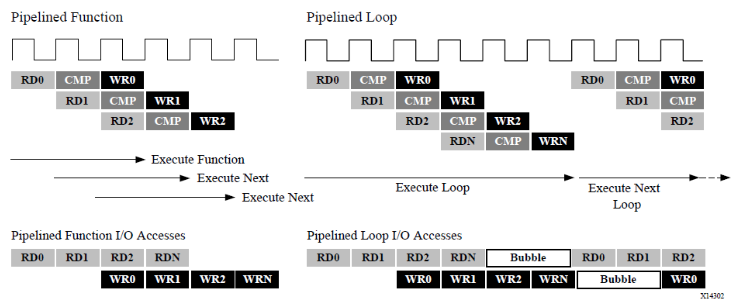 Pipelined Function
Pipelined Loop
RD0 CMP WR0
RD1 CMP WR1
RD2 CMP WR2
Execute Function
Execute Next
Execute Next
RD0 CMP WR0 RD0 CMP WR0
RD1 CMP WR1 RD1 CMP
RD2 CMP WR2 RD2
RDN CMP WRN
Execute Loop
Execute Next
Loop
Pipelined Function I/O Accesses
RD0 RD1 RD2 RDN
WR0 WR1 WR2 WRN
Pipelined Loop I/O Accesses
RD0 RD1 RD2 RDN Bubble RD0 RD1 RD2
WR0 WR1 WR2 WRN Bubble WR0
X14302